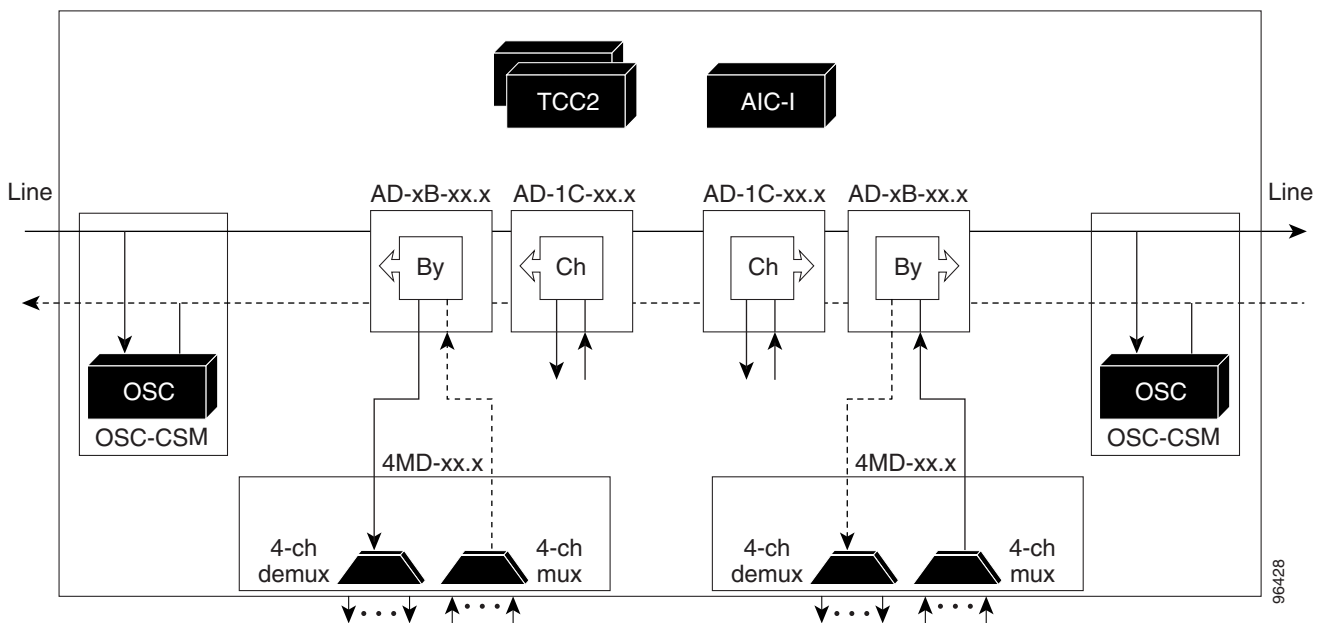 TCC2
AIC-I
Line
AD-xB-xx.x
AD-1C-xx.x
AD-1C-xx.x
AD-xB-xx.x
Line
By
Ch
Ch
By
OSC
OSC-CSM
OSC
OSC-CSM
4MD-xx.x
4MD-xx.x
4-ch
demux
4-ch
mux
4-ch
demux
4-ch
mux
96428